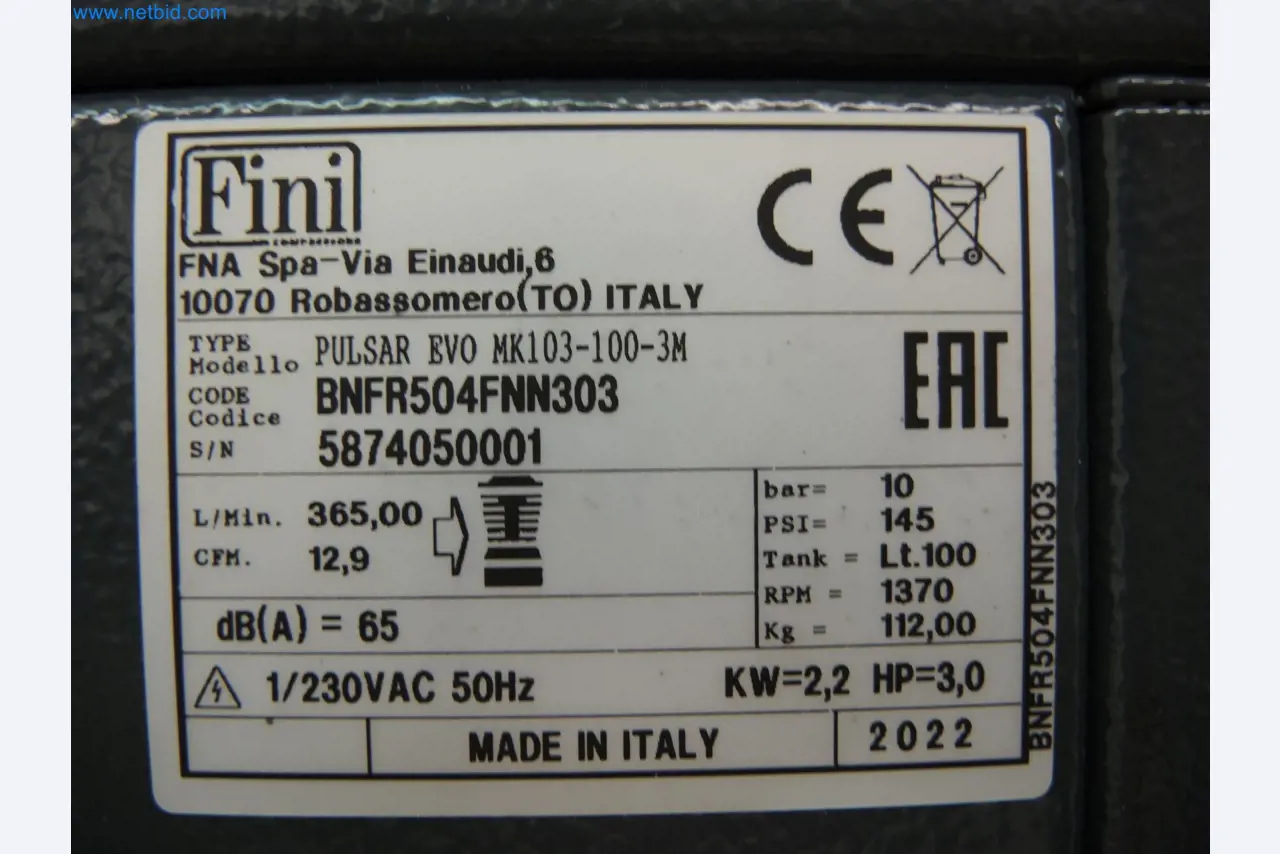 www.netbid.com
Fini
COMPRESSORS
FNA Spa-Via Einaudi,6
10070 Robassomero(TO) ITALY
CE
TYPE
Modello PULSAR EVO MK103-100-3M
CODE
Codice BNFR504FNN303
S/N 5874050001
EAC
L/Min. 365,00
CFM. 12,9
bar= 10
PSI= 145
Tank = Lt.100
RPM = 1370
Kg = 112,00
dB(A) = 65
1/230VAC 50Hz KW=2,2 HP=3,0
MADE IN ITALY 2022
BNFR504FNN303